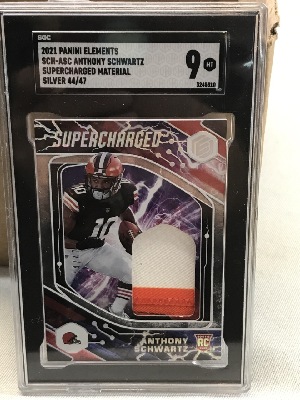 SGC
2021 PANINI ELEMENTS
SCH-ASC ANTHONY SCHWARTZ
SUPERCHARGED MATERIAL
SILVER 44/47
9 MT
SUPERCHARGED
10
ANTHONY
SCHWARTZ
RC